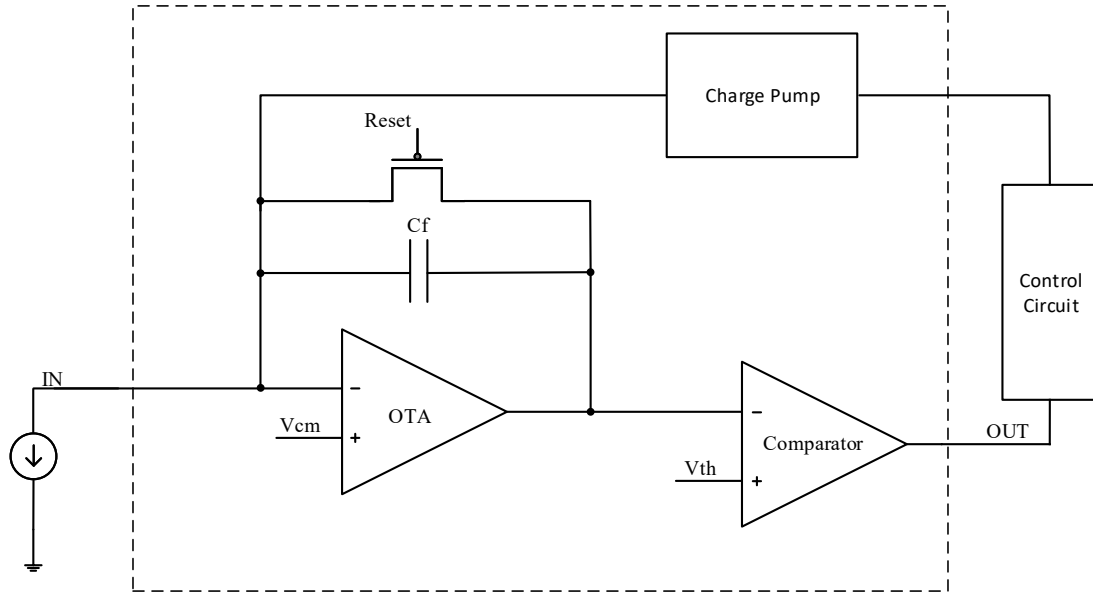 Charge Pump
Reset
Cf
Control
Circuit
IN
−
OTA
Vcm
+
−
Comparator
OUT
Vth
+